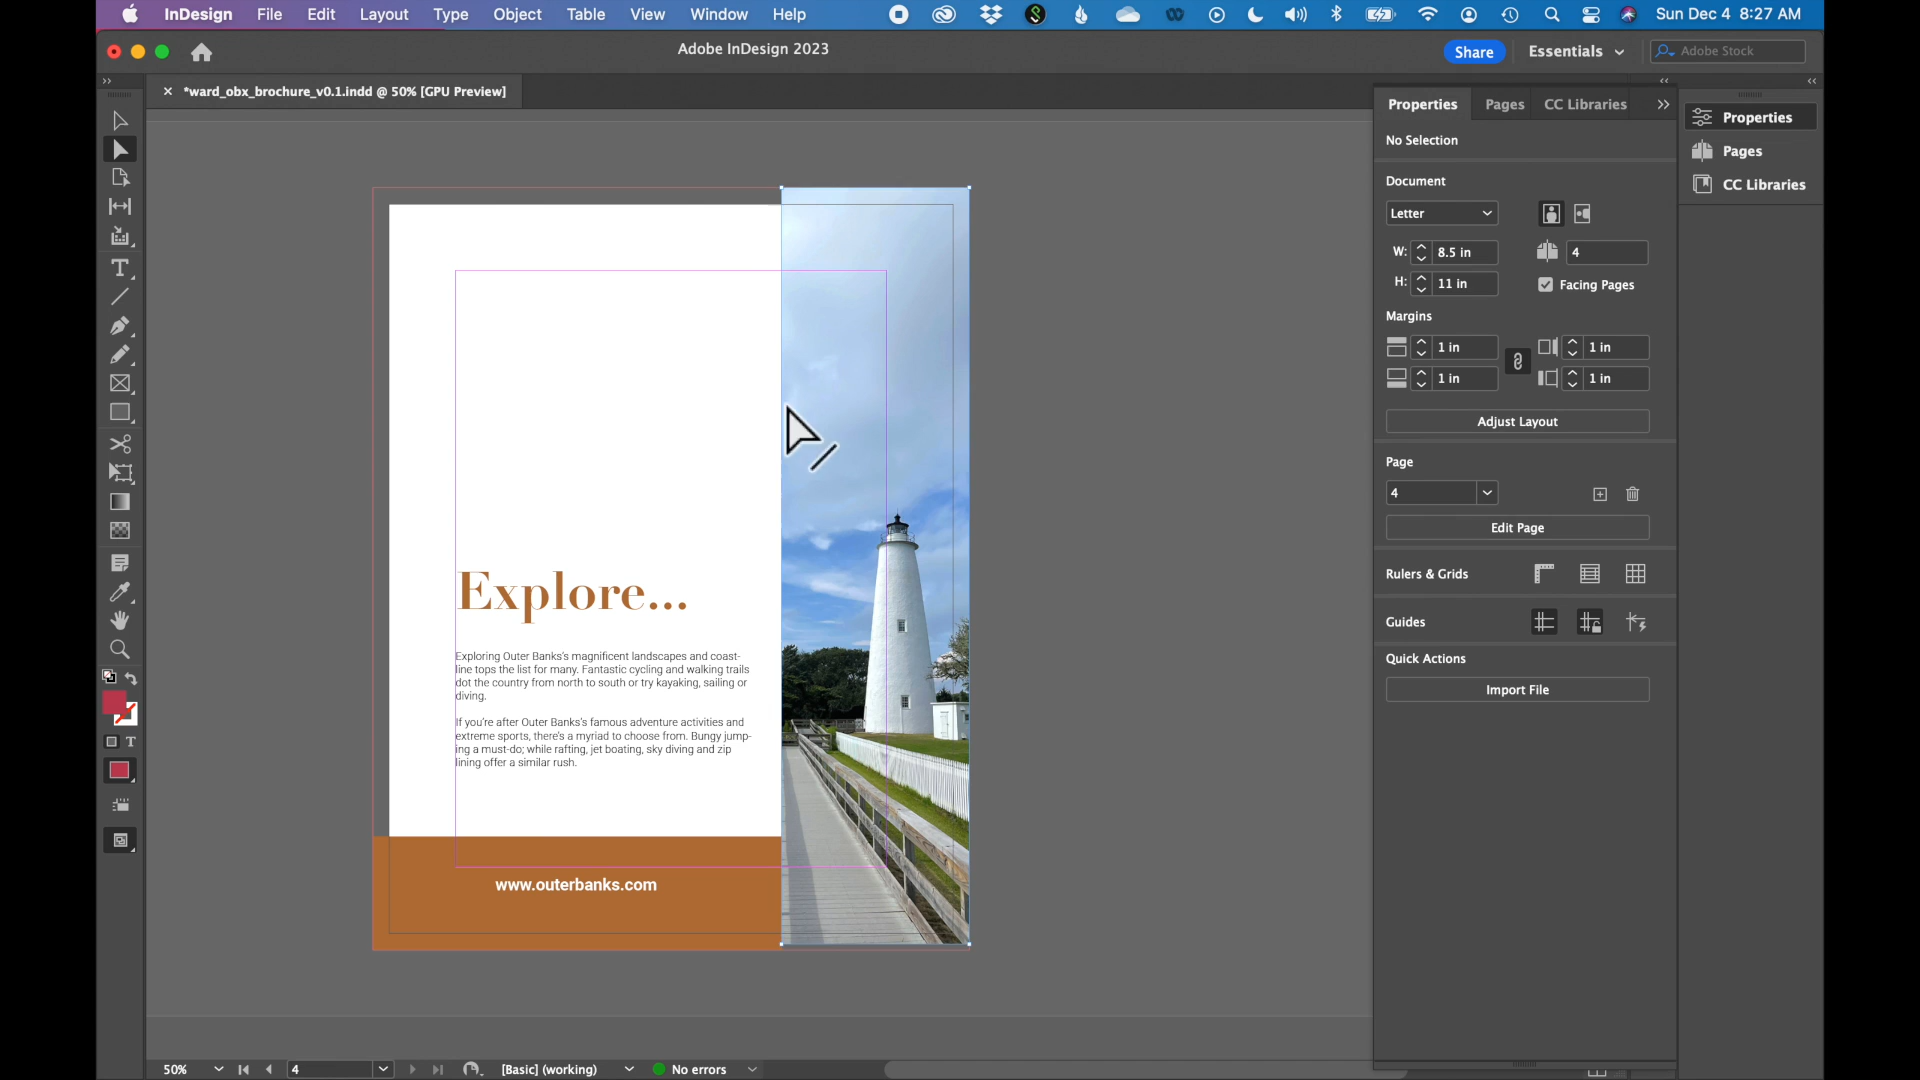 InDesign File Edit Layout Type Object Table View Window Help Sun Dec 4 8:27 AM
Adobe InDesign 2023
Share Essentials Adobe Stock
*ward_obx_brochure_v0.1.indd @ 50% [GPU Preview]
Properties Pages CC Libraries
Properties
Pages
CC Libraries
No Selection
Document
Letter
W: 8.5 in 4
H: 11 in Facing Pages
Margins
1 in 1 in
1 in 1 in
Adjust Layout
Page
4
Edit Page
Rulers & Grids
Guides
Quick Actions
Import File
Explore...
Exploring Outer Banks's magnificent landscapes and coast-
line tops the list for many. Fantastic cycling and walking trails
dot the country from north to south or try kayaking, sailing or
diving.
If you're after Outer Banks's famous adventure activities and
extreme sports, there's a myriad to choose from. Bungy jump-
ing a must-do; while rafting, jet boating, sky diving and zip
lining offer a similar rush.
www.outerbanks.com
50% 4 [Basic] (working) No errors